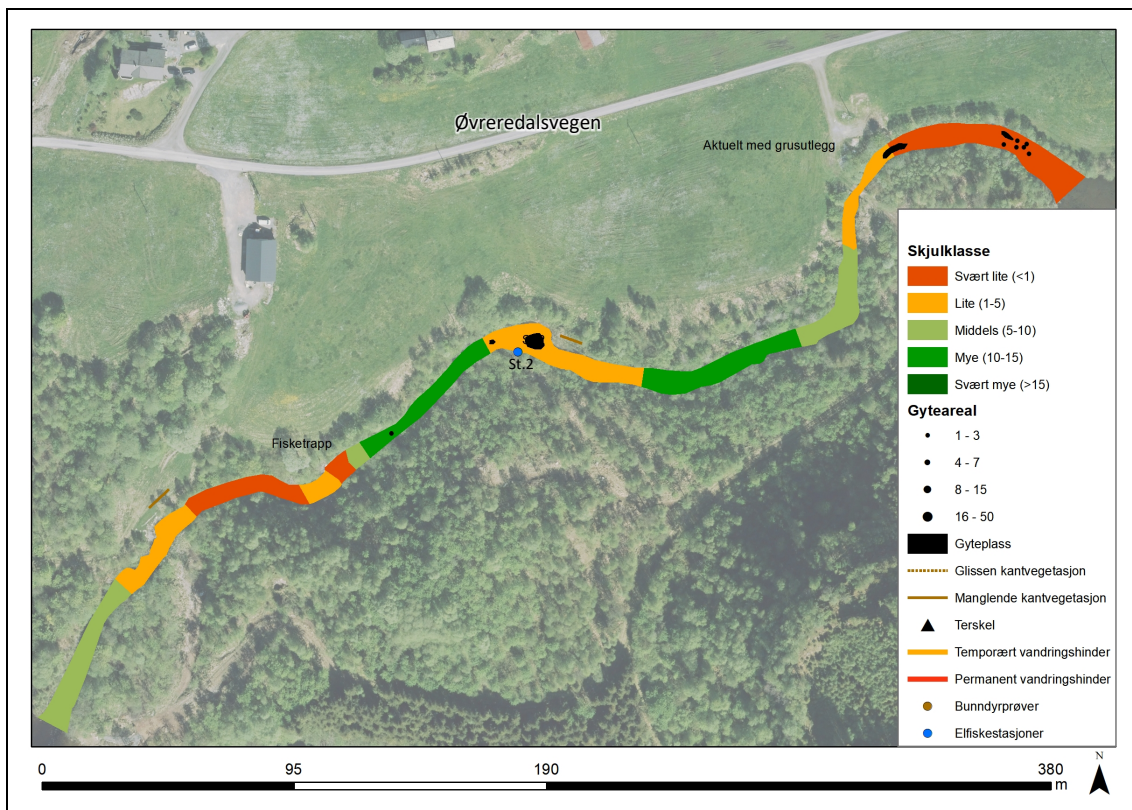 Øvreredalsvegen
Aktuelt med grusutlegg
St.2
Fisketrapp
Skjulklasse
Svært lite (<1)
Lite (1-5)
Middels (5-10)
Mye (10-15)
Svært mye (>15)
Gyteareal
1 - 3
4 - 7
8 - 15
16 - 50
Gyteplass
Glissen kantvegetasjon
Manglende kantvegetasjon
Terskel
Temporært vandringshinder
Permanent vandringshinder
Bunndyrprøver
Elfiskestasjoner
0 95 190 380
m
N